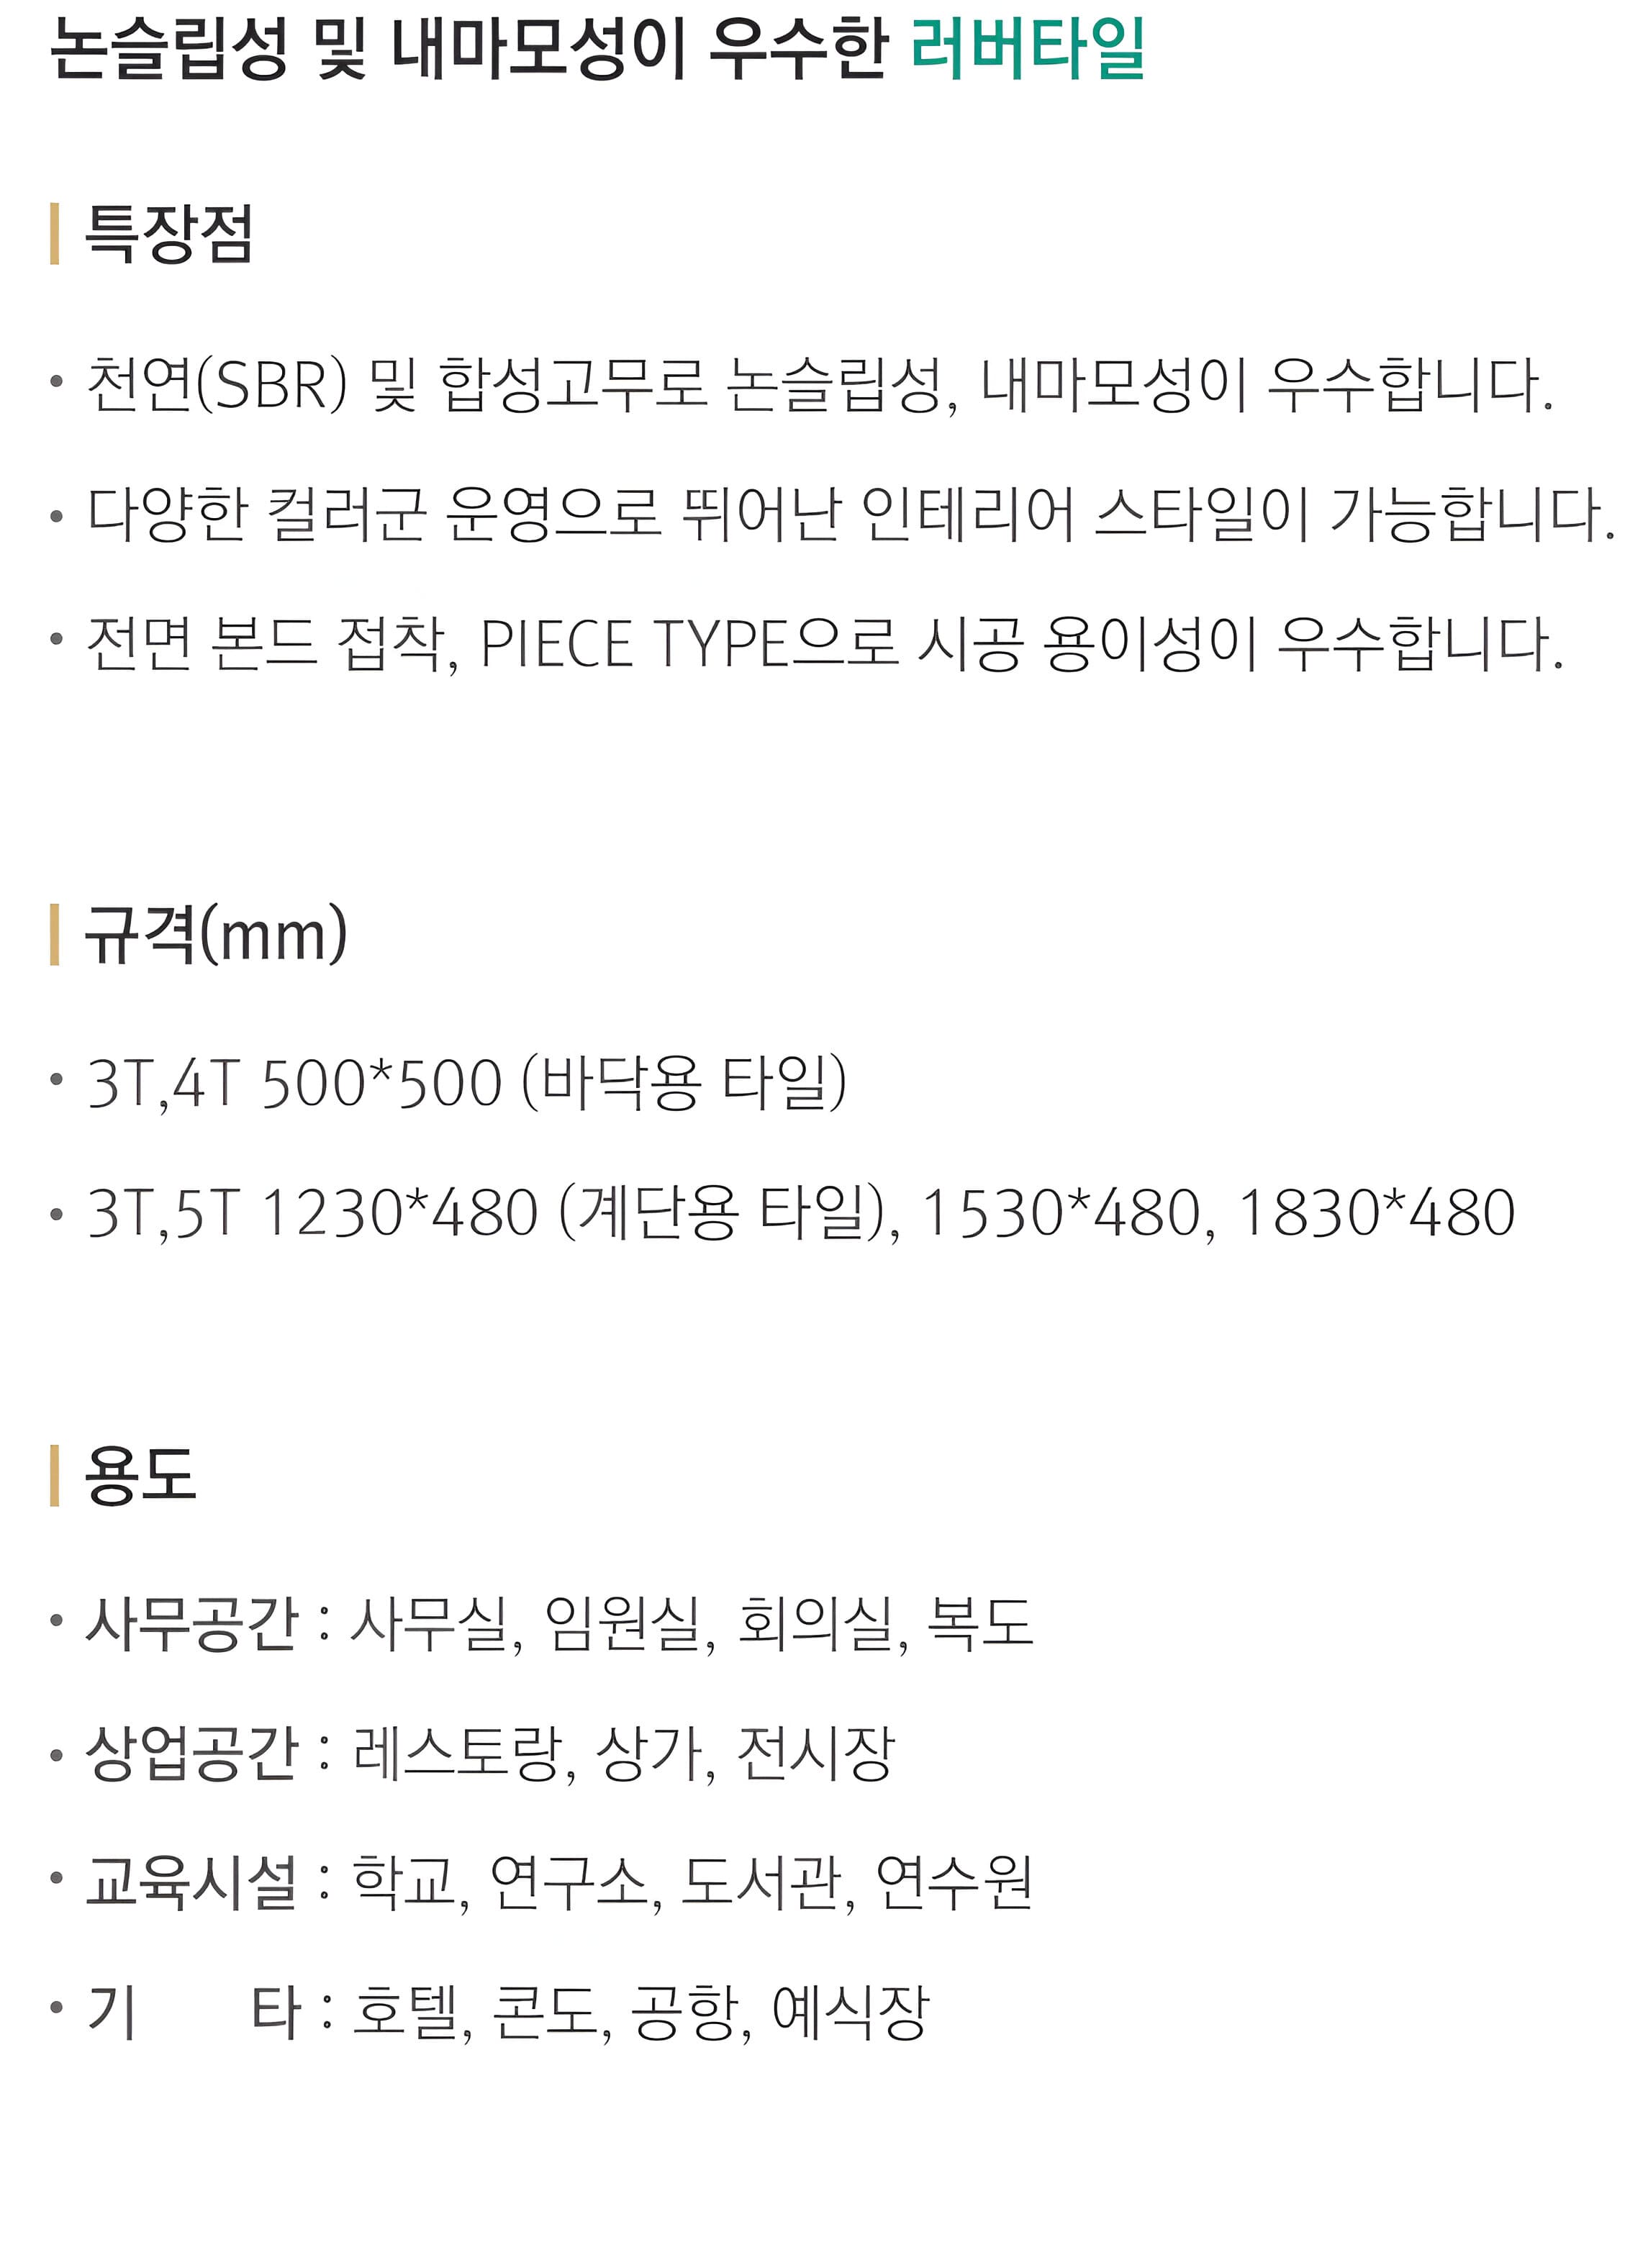 논슬립성 및 내마모성이 우수한 러버타일
특장점
• 천연(SBR) 및 합성고무로 논슬립성, 내마모성이 우수합니다.
• 다양한 컬러군 운영으로 뛰어난 인테리어 스타일이 가능합니다.
• 전면 본드 접착, PIECE TYPE으로 시공 용이성이 우수합니다.
규격(mm)
• 3T,4T 500*500 (바닥용 타일)
• 3T,5T 1230*480 (계단용 타일), 1530*480, 1830*480
용도
• 사무공간 : 사무실, 임원실, 회의실, 복도
• 상업공간 : 레스토랑, 상가, 전시장
• 교육시설 : 학교, 연구소, 도서관, 연수원
• 기 타 : 호텔, 콘도, 공항, 예식장